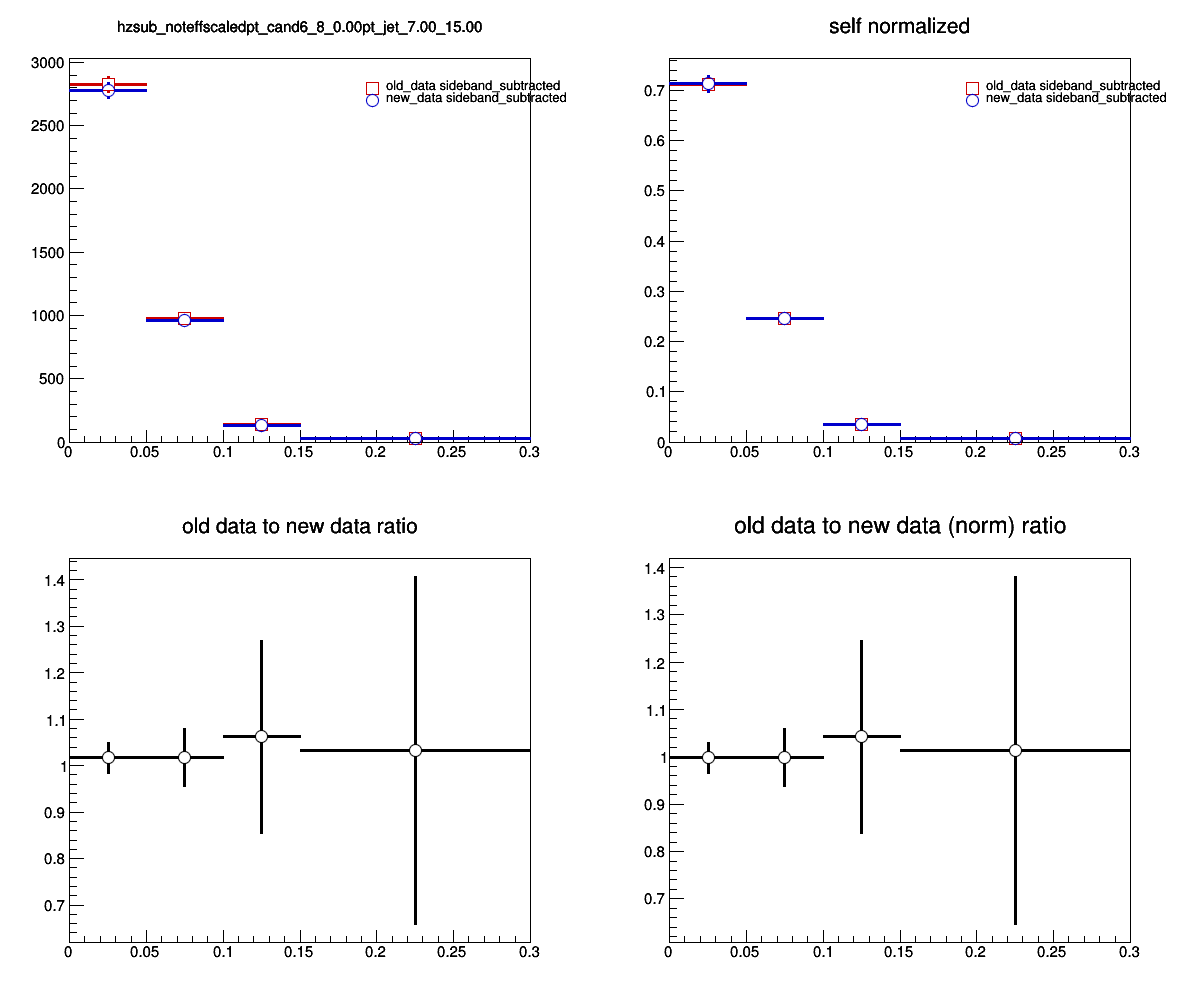 hzsub_noteffscaledpt_cand6_8_0.00pt_jet_7.00_15.00
3000
2500
2000
1500
1000
500
0
0 0.05 0.1 0.15 0.2 0.25 0.3
old_data sideband_subtracted
new_data sideband_subtracted
self normalized
0.7
0.6
0.5
0.4
0.3
0.2
0.1
0
0 0.05 0.1 0.15 0.2 0.25 0.3
old_data sideband_subtracted
new_data sideband_subtracted
old data to new data ratio
1.4
1.3
1.2
1.1
1
0.9
0.8
0.7
0 0.05 0.1 0.15 0.2 0.25 0.3
old data to new data (norm) ratio
1.4
1.3
1.2
1.1
1
0.9
0.8
0.7
0 0.05 0.1 0.15 0.2 0.25 0.3